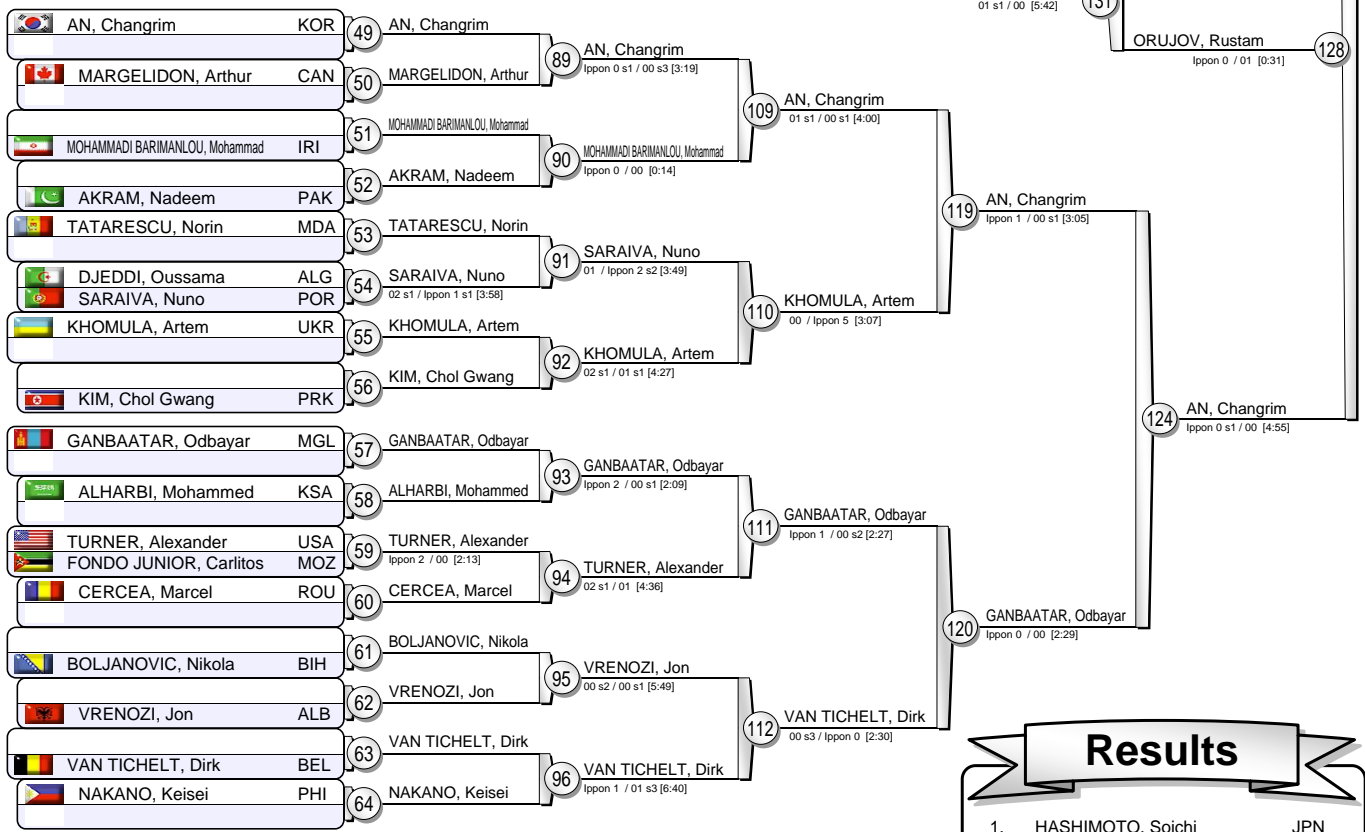 01 s1 / 00 [5:42]
131
ORUJOV, Rustam
Ippon 0 / 01 [0:31]
128
AN, Changrim KOR
MARGELIDON, Arthur CAN
MOHAMMADI BARIMANLOU, Mohammad IRI
AKRAM, Nadeem PAK
TATARESCU, Norin MDA
DJEDDI, Oussama ALG
SARAIVA, Nuno POR
KHOMULA, Artem UKR
KIM, Chol Gwang PRK
GANBAATAR, Odbayar MGL
ALHARBI, Mohammed KSA
TURNER, Alexander USA
FONDO JUNIOR, Carlitos MOZ
CERCEA, Marcel ROU
BOLJANOVIC, Nikola BIH
VRENOZI, Jon ALB
VAN TICHELT, Dirk BEL
NAKANO, Keisei PHI
49
AN, Changrim
50
MARGELIDON, Arthur
51
MOHAMMADI BARIMANLOU, Mohammad
52
AKRAM, Nadeem
53
TATARESCU, Norin
54
SARAIVA, Nuno
02 s1 / Ippon 1 s1 [3:58]
55
KHOMULA, Artem
56
KIM, Chol Gwang
57
GANBAATAR, Odbayar
58
ALHARBI, Mohammed
59
TURNER, Alexander
Ippon 2 / 00 [2:13]
60
CERCEA, Marcel
61
BOLJANOVIC, Nikola
62
VRENOZI, Jon
63
VAN TICHELT, Dirk
64
NAKANO, Keisei
89
AN, Changrim
Ippon 0 s1 / 00 s3 [3:19]
90
MOHAMMADI BARIMANLOU, Mohammad
Ippon 0 / 00 [0:14]
91
SARAIVA, Nuno
01 / Ippon 2 s2 [3:49]
92
KHOMULA, Artem
02 s1 / 01 s1 [4:27]
93
GANBAATAR, Odbayar
Ippon 2 / 00 s1 [2:09]
94
TURNER, Alexander
02 s1 / 01 [4:36]
95
VRENOZI, Jon
00 s2 / 00 s1 [5:49]
96
VAN TICHELT, Dirk
Ippon 1 / 01 s3 [6:40]
109
AN, Changrim
01 s1 / 00 s1 [4:00]
110
KHOMULA, Artem
00 / Ippon 5 [3:07]
111
GANBAATAR, Odbayar
Ippon 1 / 00 s2 [2:27]
112
VAN TICHELT, Dirk
00 s3 / Ippon 0 [2:30]
119
AN, Changrim
Ippon 1 / 00 s1 [3:05]
120
GANBAATAR, Odbayar
Ippon 0 / 00 [2:29]
124
AN, Changrim
Ippon 0 s1 / 00 [4:55]
Results
1. HASHIMOTO, Soichi JPN